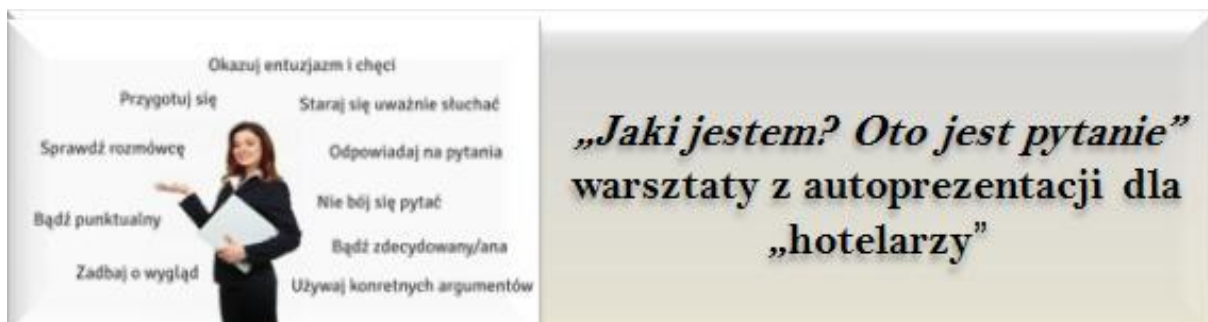 Okazuj entuzjazm i chęci
Przygotuj się
Staraj się uważnie słuchać
Sprawdź rozmówcę
Odpowiadaj na pytania
Nie bój się pytać
Bądź punktualny
Bądź zdecydowany/ana
Zadbaj o wygląd
Używaj konkretnych argumentów
„Jaki jestem? Oto jest pytanie”
warsztaty z autoprezentacji dla
„hotelarzy”